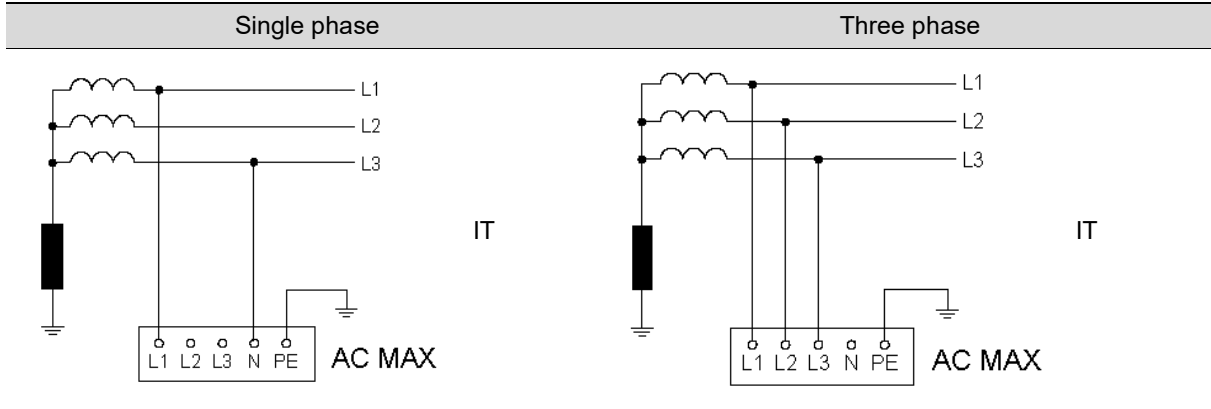 Single phase
Three phase
L1
L2
L3
IT
L1 L2 L3 N PE
AC MAX
L1
L2
L3
IT
L1 L2 L3 N PE
AC MAX